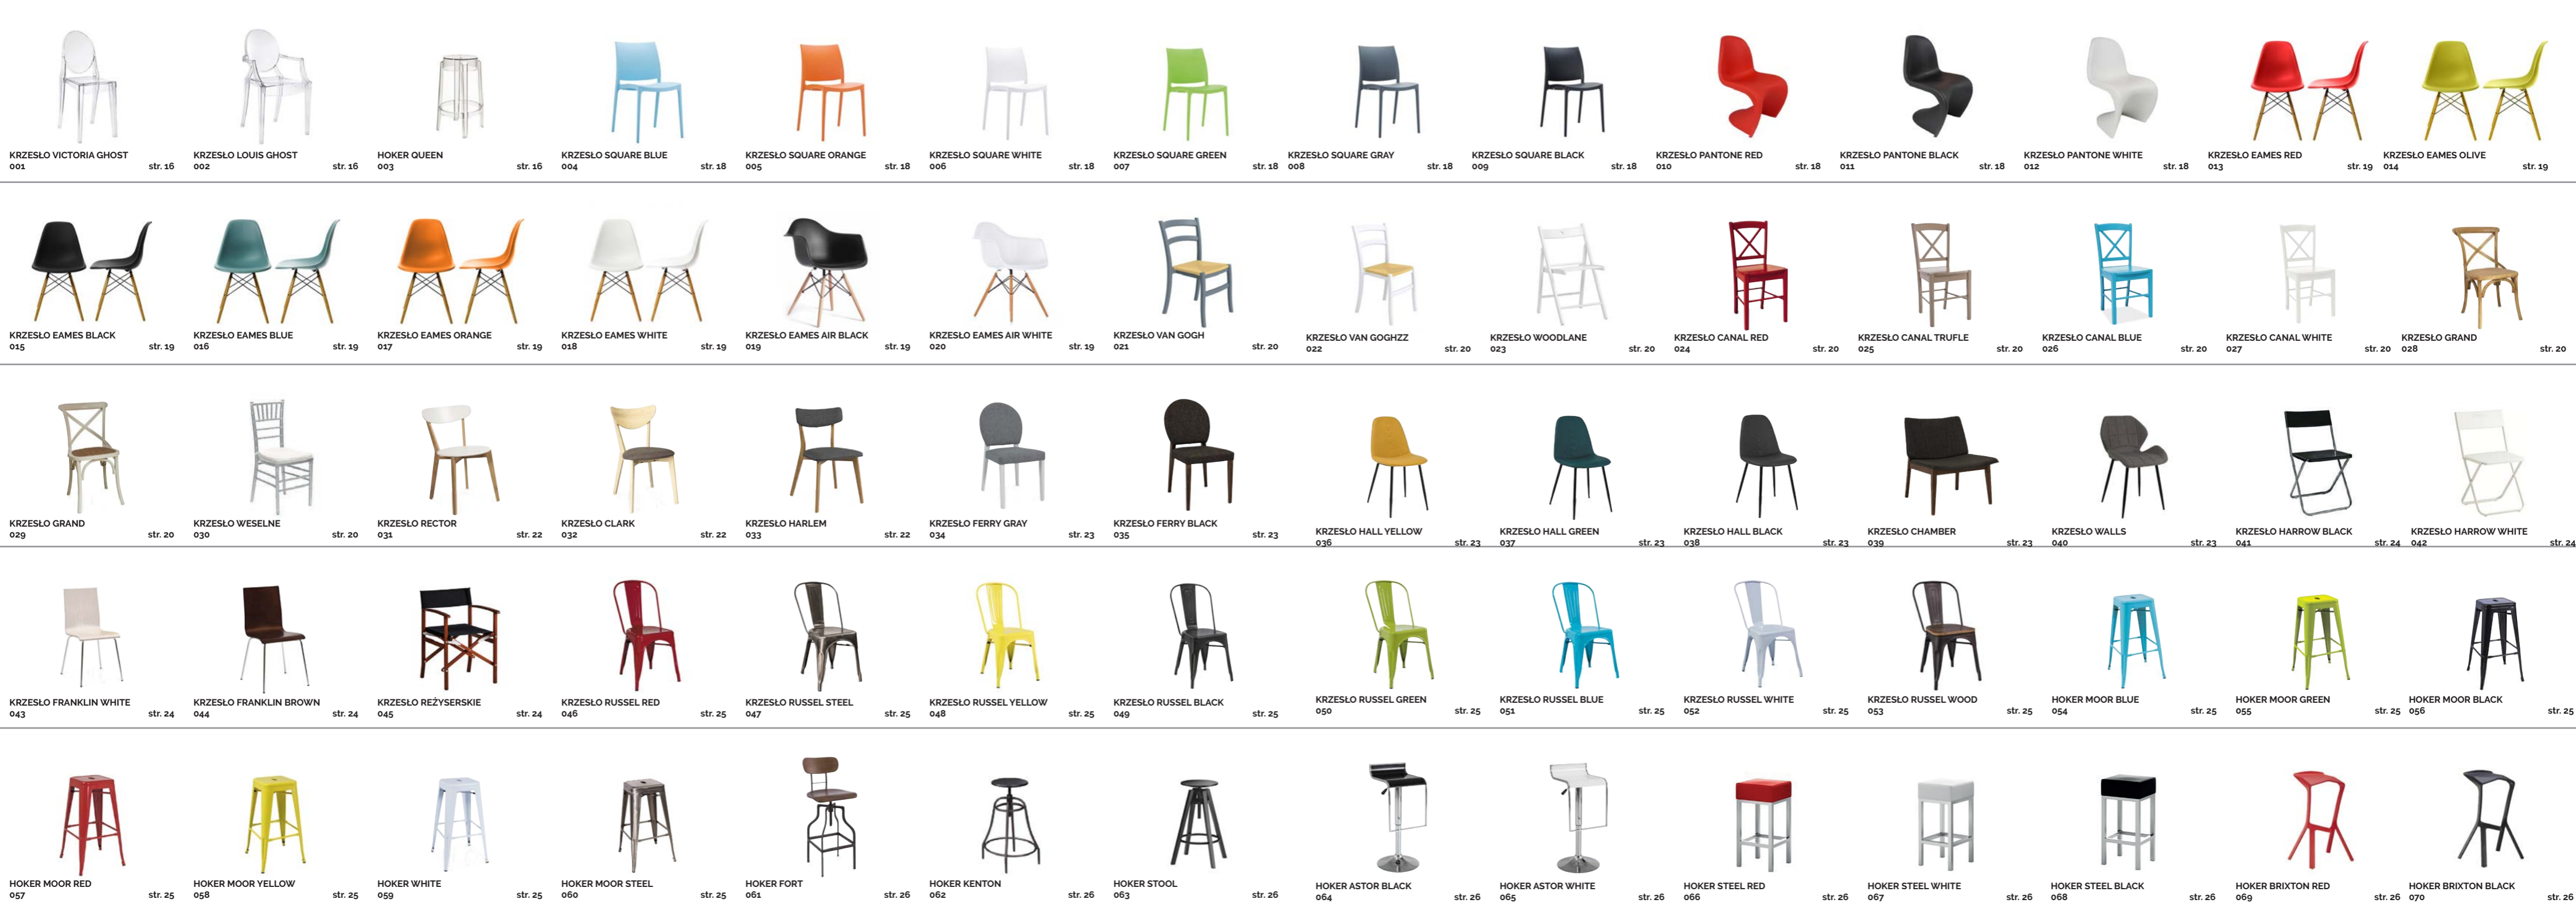 KRZESŁO VICTORIA GHOST
001 str. 16
KRZESŁO LOUIS GHOST
002 str. 16
HOKER QUEEN
003 str. 16
KRZESŁO SQUARE BLUE
004 str. 18
KRZESŁO SQUARE ORANGE
005 str. 18
KRZESŁO SQUARE WHITE
006 str. 18
KRZESŁO SQUARE GREEN
007 str. 18
KRZESŁO SQUARE GRAY
008 str. 18
KRZESŁO SQUARE BLACK
009 str. 18
KRZESŁO PANTONE RED
010 str. 18
KRZESŁO PANTONE BLACK
011 str. 18
KRZESŁO PANTONE WHITE
012 str. 18
KRZESŁO EAMES RED
013 str. 19
KRZESŁO EAMES OLIVE
014 str. 19
KRZESŁO EAMES BLACK
015 str. 19
KRZESŁO EAMES BLUE
016 str. 19
KRZESŁO EAMES ORANGE
017 str. 19
KRZESŁO EAMES WHITE
018 str. 19
KRZESŁO EAMES AIR BLACK
019 str. 19
KRZESŁO EAMES AIR WHITE
020 str. 19
KRZESŁO VAN GOGH
021 str. 20
KRZESŁO VAN GOGHZZ
022 str. 20
KRZESŁO WOODLANE
023 str. 20
KRZESŁO CANAL RED
024 str. 20
KRZESŁO CANAL TRUFLE
025 str. 20
KRZESŁO CANAL BLUE
026 str. 20
KRZESŁO CANAL WHITE
027 str. 20
KRZESŁO GRAND
028 str. 20
KRZESŁO GRAND
029 str. 20
KRZESŁO WESELNE
030 str. 20
KRZESŁO RECTOR
031 str. 22
KRZESŁO CLARK
032 str. 22
KRZESŁO HARLEM
033 str. 22
KRZESŁO FERRY GRAY
034 str. 23
KRZESŁO FERRY BLACK
035 str. 23
KRZESŁO HALL YELLOW
036 str. 23
KRZESŁO HALL GREEN
037 str. 23
KRZESŁO HALL BLACK
038 str. 23
KRZESŁO CHAMBER
039 str. 23
KRZESŁO WALLS
040 str. 23
KRZESŁO HARROW BLACK
041 str. 24
KRZESŁO HARROW WHITE
042 str. 24
KRZESŁO FRANKLIN WHITE
043 str. 24
KRZESŁO FRANKLIN BROWN
044 str. 24
KRZESŁO REŻYSERSKIE
045 str. 24
KRZESŁO RUSSEL RED
046 str. 25
KRZESŁO RUSSEL STEEL
047 str. 25
KRZESŁO RUSSEL YELLOW
048 str. 25
KRZESŁO RUSSEL BLACK
049 str. 25
KRZESŁO RUSSEL GREEN
050 str. 25
KRZESŁO RUSSEL BLUE
051 str. 25
KRZESŁO RUSSEL WHITE
052 str. 25
KRZESŁO RUSSEL WOOD
053 str. 25
HOKER MOOR BLUE
054 str. 25
HOKER MOOR GREEN
055 str. 25
HOKER MOOR BLACK
056 str. 25
HOKER MOOR RED
057 str. 25
HOKER MOOR YELLOW
058 str. 25
HOKER WHITE
059 str. 25
HOKER MOOR STEEL
060 str. 25
HOKER FORT
061 str. 26
HOKER KENTON
062 str. 26
HOKER STOOL
063 str. 26
HOKER ASTOR BLACK
064 str. 26
HOKER ASTOR WHITE
065 str. 26
HOKER STEEL RED
066 str. 26
HOKER STEEL WHITE
067 str. 26
HOKER STEEL BLACK
068 str. 26
HOKER BRIXTON RED
069 str. 26
HOKER BRIXTON BLACK
070 str. 26